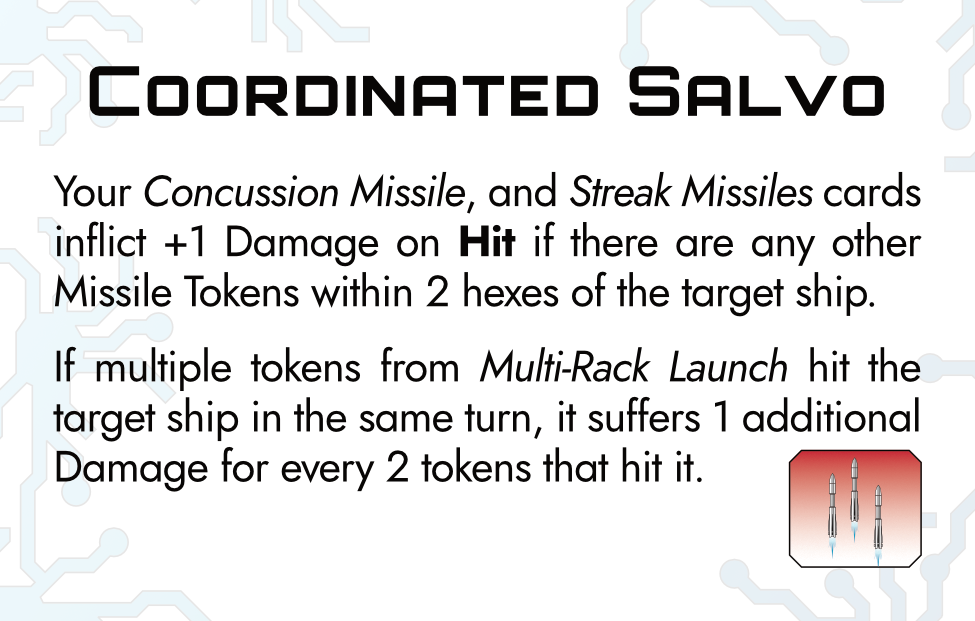 Coordinated Salvo
Your Concussion Missile, and Streak Missiles cards
inflict +1 Damage on Hit if there are any other
Missile Tokens within 2 hexes of the target ship.
If multiple tokens from Multi-Rack Launch hit the
target ship in the same turn, it suffers 1 additional
Damage for every 2 tokens that hit it.